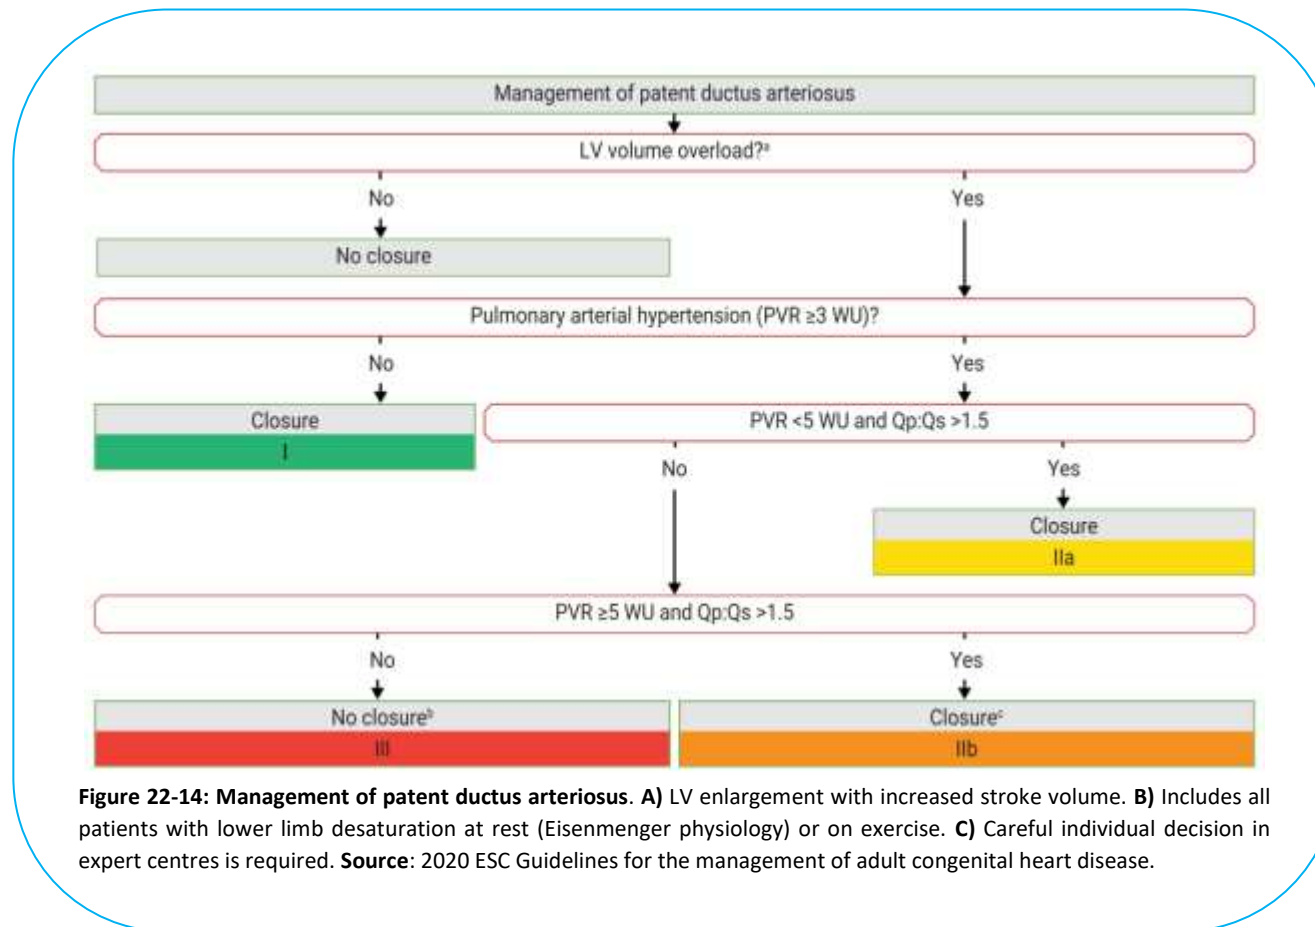 Management of patent ductus arteriosus
LV volume overload?ᵃ
No
Yes
No closure
Pulmonary arterial hypertension (PVR ≥3 WU)?
No
Yes
Closure
I
PVR <5 WU and Qp:Qs >1.5
No
Yes
Closure
IIa
PVR ≥5 WU and Qp:Qs >1.5
No
Yes
No closureᵇ
III
Closureᶜ
IIb
Figure 22-14: Management of patent ductus arteriosus. A) LV enlargement with increased stroke volume. B) Includes all
patients with lower limb desaturation at rest (Eisenmenger physiology) or on exercise. C) Careful individual decision in
expert centres is required. Source: 2020 ESC Guidelines for the management of adult congenital heart disease.